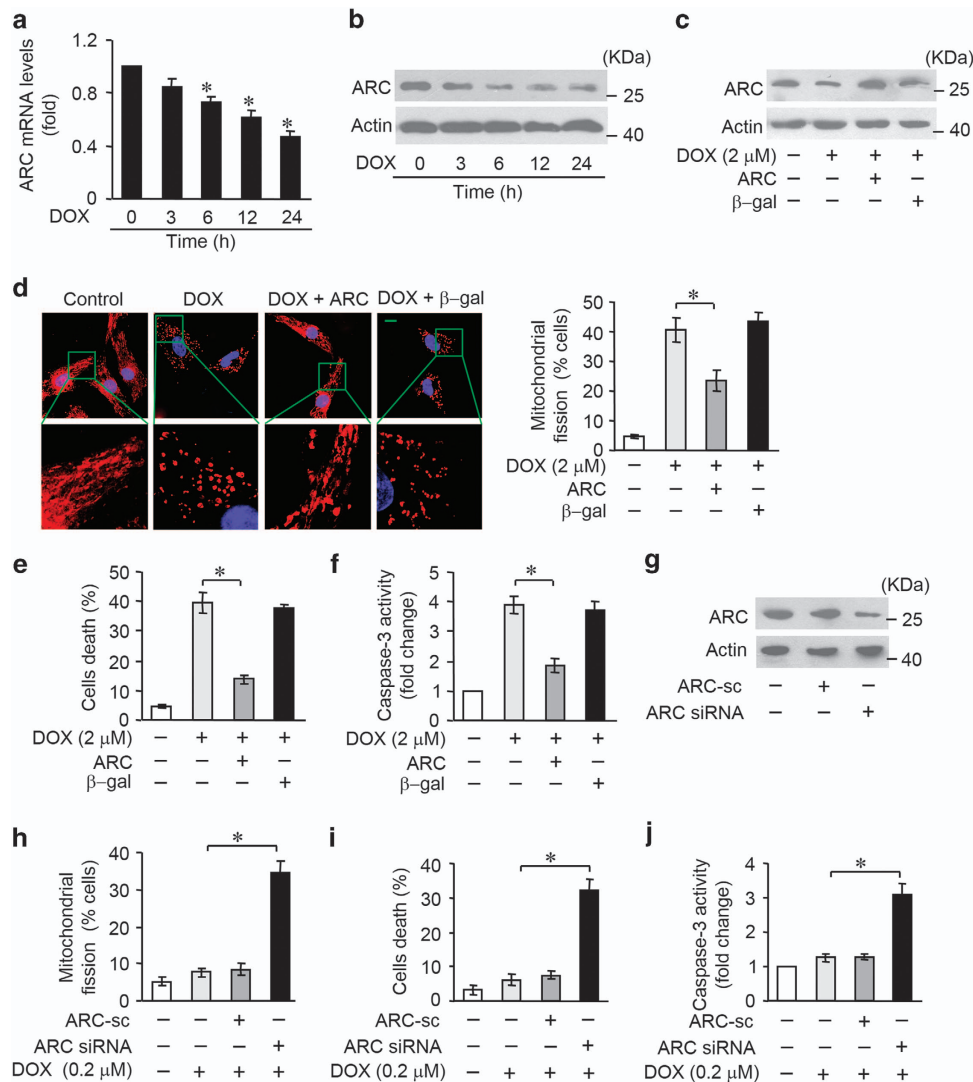 a
ARC mRNA levels
(fold)
1.2
0.8
0.4
0
*
*
*
DOX
0 3 6 12 24
Time (h)
b
(KDa)
ARC
25
Actin
40
DOX 0 3 6 12 24
Time (h)
c
(KDa)
ARC
25
Actin
40
DOX (2 μM) – + + +
ARC – – + –
β-gal – – – +
d
Control DOX DOX + ARC DOX + β–gal
Mitochondrial
fission (% cells)
50
40
30
20
10
0
*
DOX (2 μM) – + + +
ARC – – + –
β-gal – – – +
e
Cells death (%)
50
40
30
20
10
0
*
DOX (2 μM) – + + +
ARC – – + –
β–gal – – – +
f
Caspase-3 activity
(fold change)
5
4
3
2
1
0
*
DOX (2 μM) – + + +
ARC – – + –
β–gal – – – +
g
(KDa)
ARC
25
Actin
40
ARC-sc – + –
ARC siRNA – – +
h
Mitochondrial
fission (% cells)
40
30
20
10
0
*
ARC-sc – – + –
ARC siRNA – – – +
DOX (0.2 μM) – + + +
i
Cells death (%)
40
30
20
10
0
*
ARC-sc – – + –
ARC siRNA – – – +
DOX (0.2 μM) – + + +
j
Caspase-3 activity
(fold change)
4
3
2
1
0
*
ARC-sc – – + –
ARC siRNA – – – +
DOX (0.2 μM) – + + +